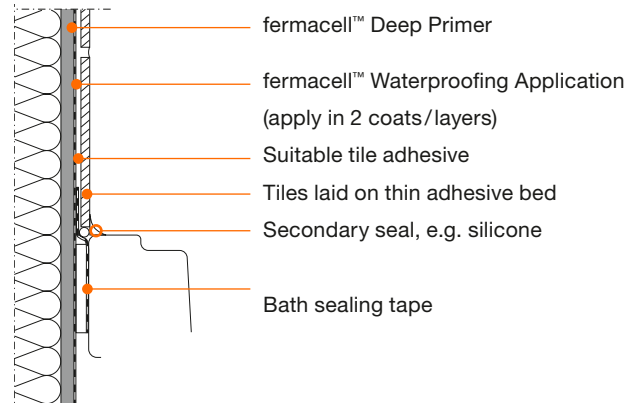 fermacell™ Deep Primer
fermacell™ Waterproofing Application
(apply in 2 coats/layers)
Suitable tile adhesive
Tiles laid on thin adhesive bed
Secondary seal, e.g. silicone
Bath sealing tape